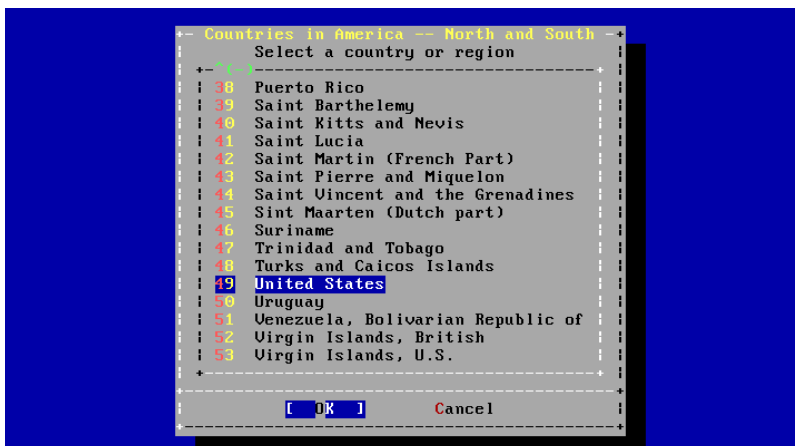 Countries in America -- North and South
Select a country or region
^(-)
38 Puerto Rico
39 Saint Barthelemy
40 Saint Kitts and Nevis
41 Saint Lucia
42 Saint Martin (French Part)
43 Saint Pierre and Miquelon
44 Saint Vincent and the Grenadines
45 Sint Maarten (Dutch part)
46 Suriname
47 Trinidad and Tobago
48 Turks and Caicos Islands
49 United States
50 Uruguay
51 Venezuela, Bolivarian Republic of
52 Virgin Islands, British
53 Virgin Islands, U.S.
[ OK ] Cancel